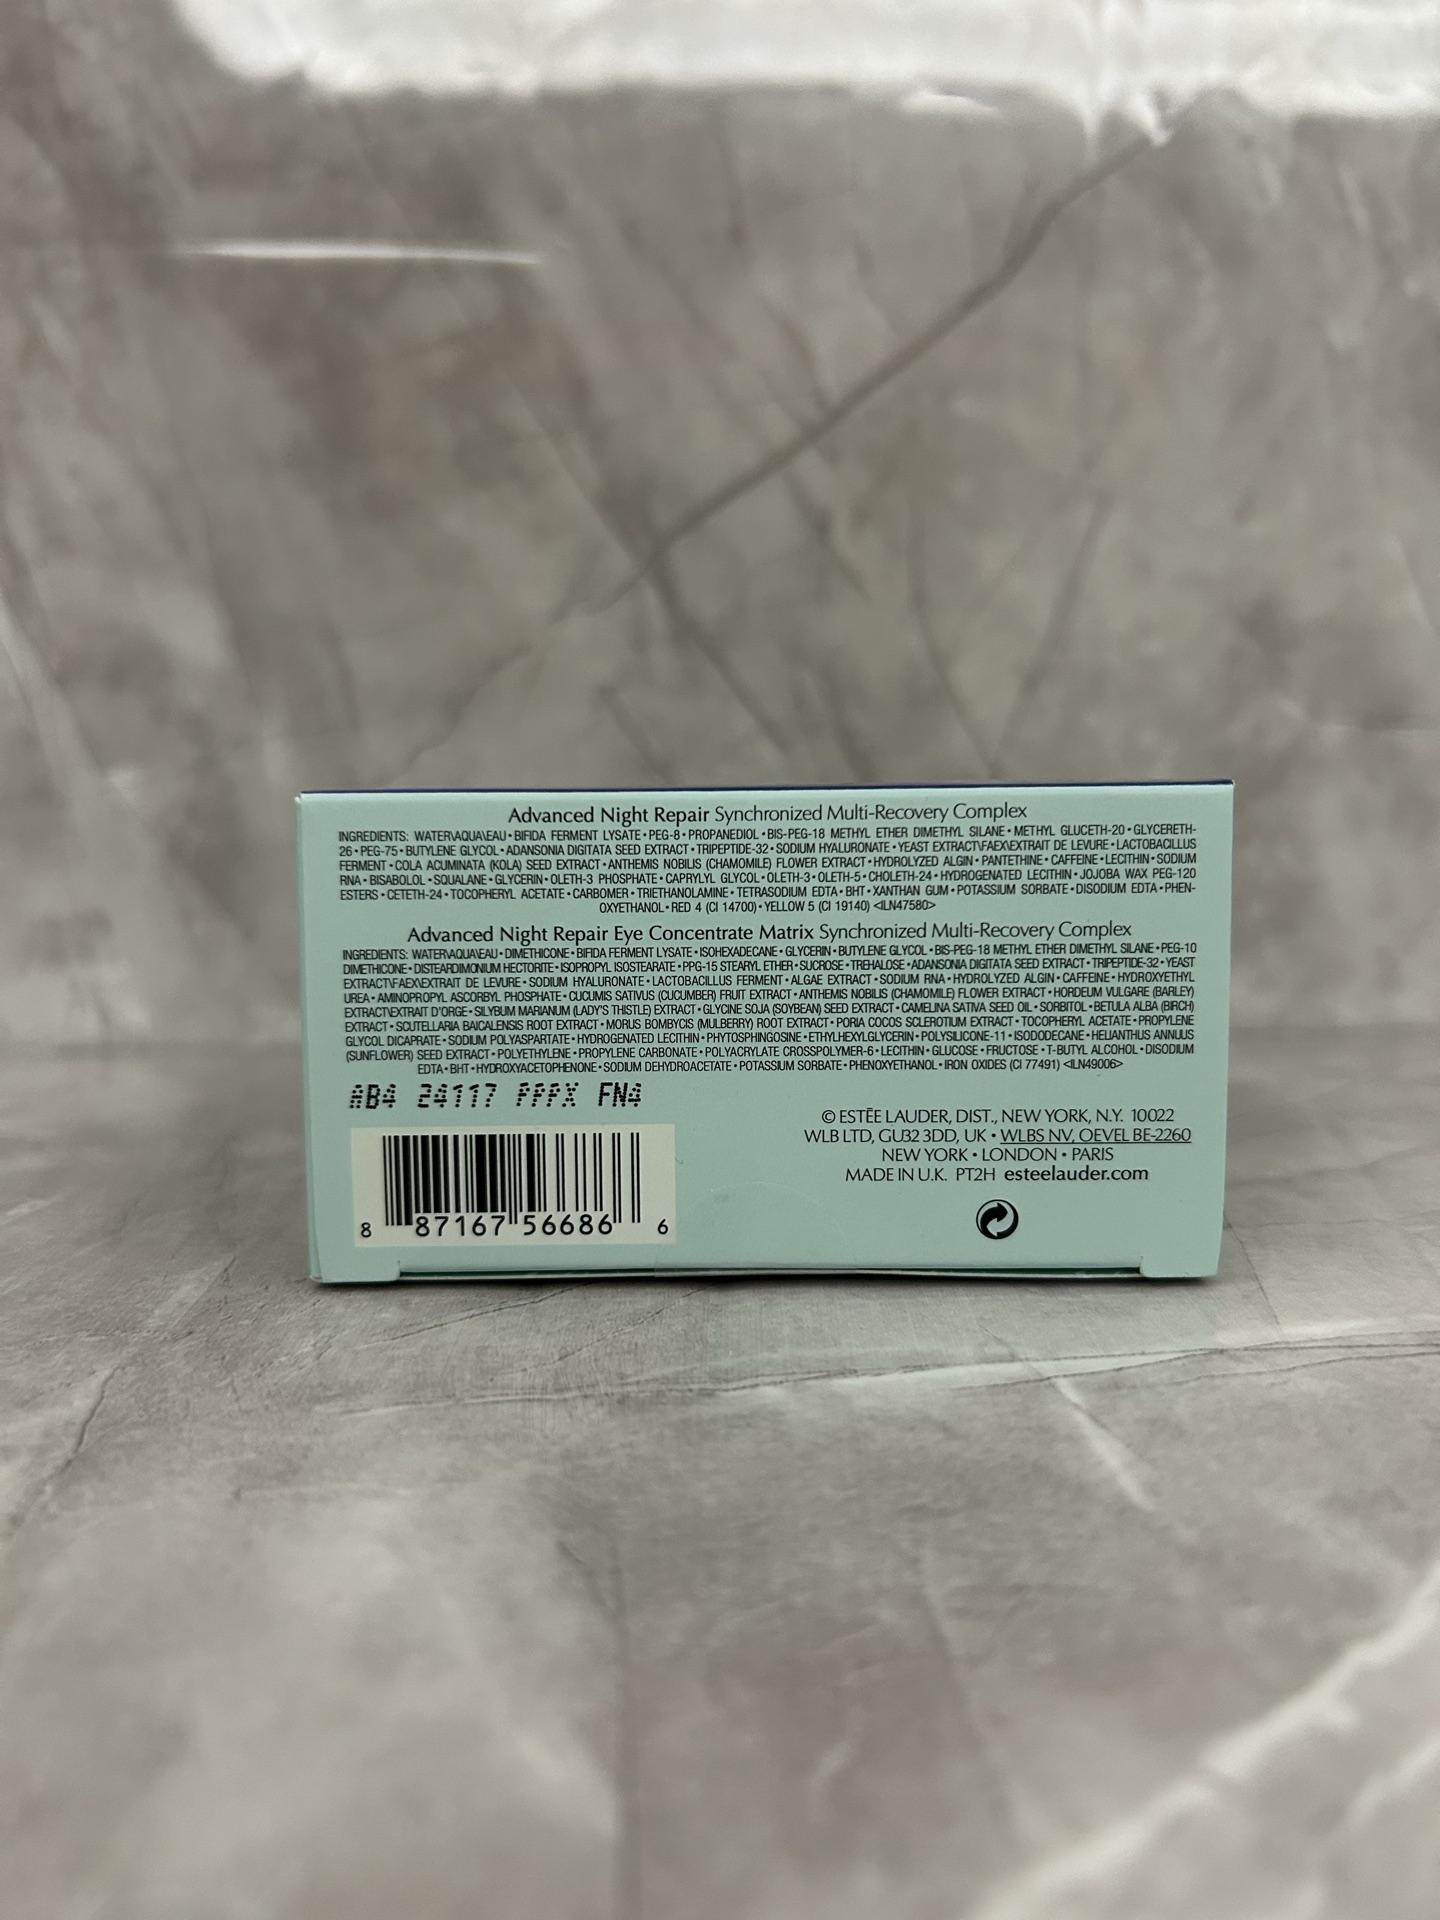 Advanced Night Repair Synchronized Multi-Recovery Complex
INGREDIENTS: WATER\AQUA\EAU • BIFIDA FERMENT LYSATE • PEG-8 • PROPANEDIOL • BIS-PEG-18 METHYL ETHER DIMETHYL SILANE • METHYL GLUCETH-20 • GLYCERETH-
26 • PEG-75 • BUTYLENE GLYCOL • ADANSONIA DIGITATA SEED EXTRACT • TRIPEPTIDE-32 • SODIUM HYALURONATE • YEAST EXTRACT\FAEX\EXTRAIT DE LEVURE • LACTOBACILLUS
FERMENT • COLA ACUMINATA (KOLA) SEED EXTRACT • ANTHEMIS NOBILIS (CHAMOMILE) FLOWER EXTRACT • HYDROLYZED ALGIN • PANTETHINE • CAFFEINE • LECITHIN • SODIUM
RNA • BISABOLOL • SQUALANE • GLYCERIN • OLETH-3 PHOSPHATE • CAPRYLYL GLYCOL • OLETH-3 • OLETH-5 • CHOLETH-24 • HYDROGENATED LECITHIN • JOJOBA WAX PEG-120
ESTERS • CETETH-24 • TOCOPHERYL ACETATE • CARBOMER • TRIETHANOLAMINE • TETRASODIUM EDTA • BHT • XANTHAN GUM • POTASSIUM SORBATE • DISODIUM EDTA • PHEN-
OXYETHANOL • RED 4 (CI 14700) • YELLOW 5 (CI 19140) <ILN47580>
Advanced Night Repair Eye Concentrate Matrix Synchronized Multi-Recovery Complex
INGREDIENTS: WATER\AQUA\EAU • DIMETHICONE • BIFIDA FERMENT LYSATE • ISOHEXADECANE • GLYCERIN • BUTYLENE GLYCOL • BIS-PEG-18 METHYL ETHER DIMETHYL SILANE • PEG-10
DIMETHICONE • DISTEARDIMONIUM HECTORITE • ISOPROPYL ISOSTEARATE • PPG-15 STEARYL ETHER • SUCROSE • TREHALOSE • ADANSONIA DIGITATA SEED EXTRACT • TRIPEPTIDE-32 • YEAST
EXTRACT\FAEX\EXTRAIT DE LEVURE • SODIUM HYALURONATE • LACTOBACILLUS FERMENT • ALGAE EXTRACT • SODIUM RNA • HYDROLYZED ALGIN • CAFFEINE • HYDROXYETHYL
UREA • AMINOPROPYL ASCORBYL PHOSPHATE • CUCUMIS SATIVUS (CUCUMBER) FRUIT EXTRACT • ANTHEMIS NOBILIS (CHAMOMILE) FLOWER EXTRACT • HORDEUM VULGARE (BARLEY)
EXTRACT\EXTRAIT D'ORGE • SILYBUM MARIANUM (LADY'S THISTLE) EXTRACT • GLYCINE SOJA (SOYBEAN) SEED EXTRACT • CAMELINA SATIVA SEED OIL • SORBITOL • BETULA ALBA (BIRCH)
EXTRACT • SCUTELLARIA BAICALENSIS ROOT EXTRACT • MORUS BOMBYCIS (MULBERRY) ROOT EXTRACT • PORIA COCOS SCLEROTIUM EXTRACT • TOCOPHERYL ACETATE • PROPYLENE
GLYCOL DICAPRATE • SODIUM POLYASPARTATE • HYDROGENATED LECITHIN • PHYTOSPHINGOSINE • ETHYLHEXYLGLYCERIN • POLYSILICONE-11 • ISODODECANE • HELIANTHUS ANNUUS
(SUNFLOWER) SEED EXTRACT • POLYETHYLENE • PROPYLENE CARBONATE • POLYACRYLATE CROSSPOLYMER-6 • LECITHIN • GLUCOSE • FRUCTOSE • T-BUTYL ALCOHOL • DISODIUM
EDTA • BHT • HYDROXYACETOPHENONE • SODIUM DEHYDROACETATE • POTASSIUM SORBATE • PHENOXYETHANOL • IRON OXIDES (CI 77491) <ILN49006>
AB4 24117 PPPX FN4
8 87167 56686 6
© ESTĒE LAUDER, DIST., NEW YORK, N.Y. 10022
WLB LTD, GU32 3DD, UK • WLBS NV, OEVEL BE-2260
NEW YORK • LONDON • PARIS
MADE IN U.K. PT2H esteelauder.com